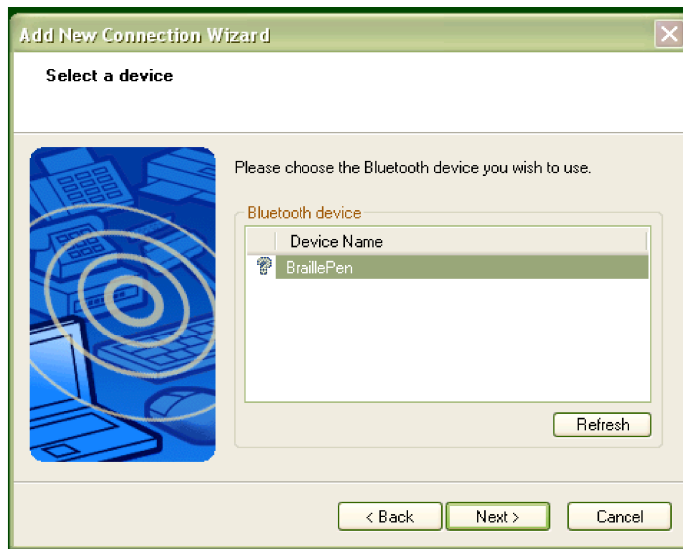 Add New Connection Wizard
Select a device
Please choose the Bluetooth device you wish to use.
Bluetooth device
Device Name
BraillePen
Refresh
< Back Next > Cancel